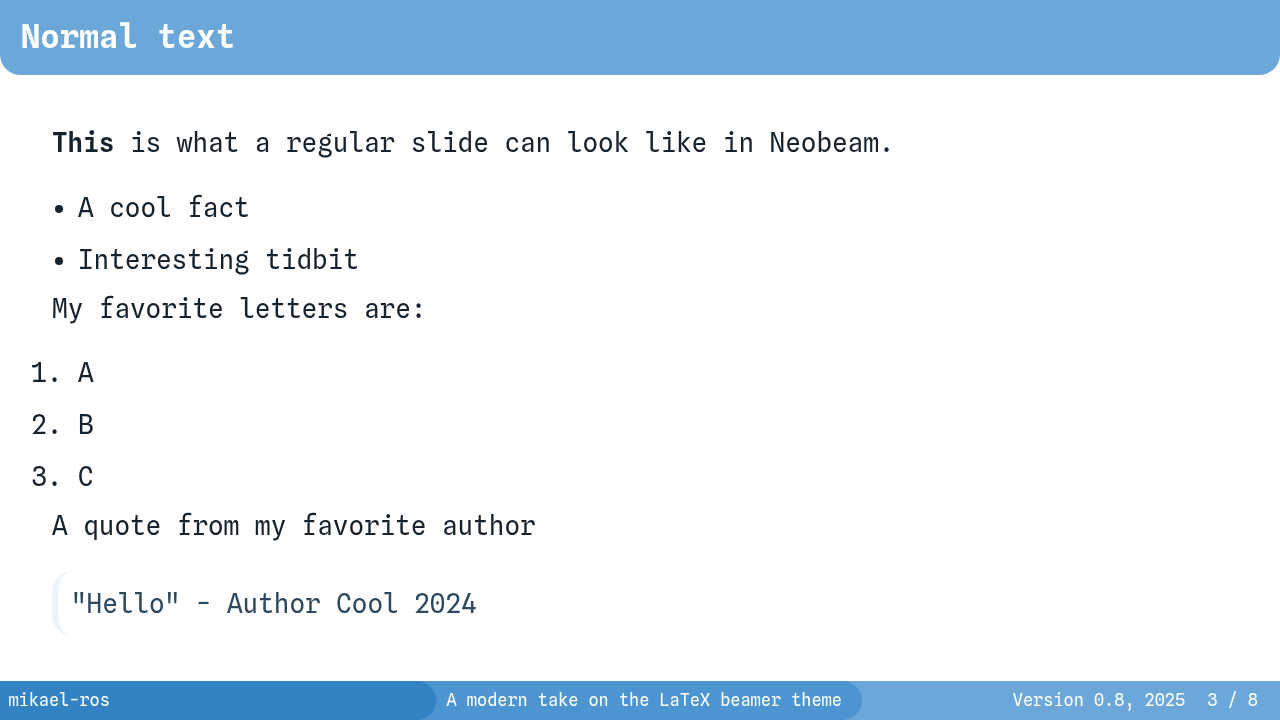 Normal text
This is what a regular slide can look like in Neobeam.
• A cool fact
• Interesting tidbit
My favorite letters are:
1. A
2. B
3. C
A quote from my favorite author
"Hello" - Author Cool 2024
mikael-ros
A modern take on the LaTeX beamer theme
Version 0.8, 2025 3 / 8